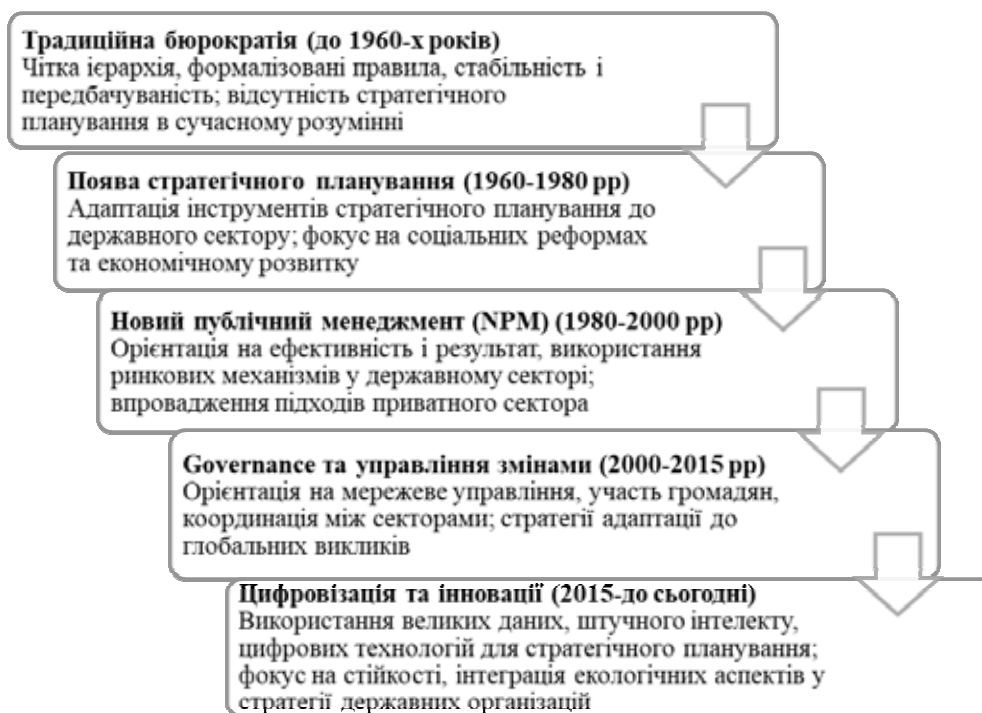 Традиційна бюрократія (до 1960-х років)
Чітка ієрархія, формалізовані правила, стабільність і
передбачуваність; відсутність стратегічного
планування в сучасному розумінні
Поява стратегічного планування (1960-1980 рр)
Адаптація інструментів стратегічного планування до
державного сектору; фокус на соціальних реформах
та економічному розвитку
Новий публічний менеджмент (NPM) (1980-2000 рр)
Орієнтація на ефективність і результат, використання
ринкових механізмів у державному секторі;
впровадження підходів приватного сектора
Governance та управління змінами (2000-2015 рр)
Орієнтація на мережеве управління, участь громадян,
координація між секторами; стратегії адаптації до
глобальних викликів
Цифровізація та інновації (2015-до сьогодні)
Використання великих даних, штучного інтелекту,
цифрових технологій для стратегічного планування;
фокус на стійкості, інтеграція екологічних аспектів у
стратегії державних організацій